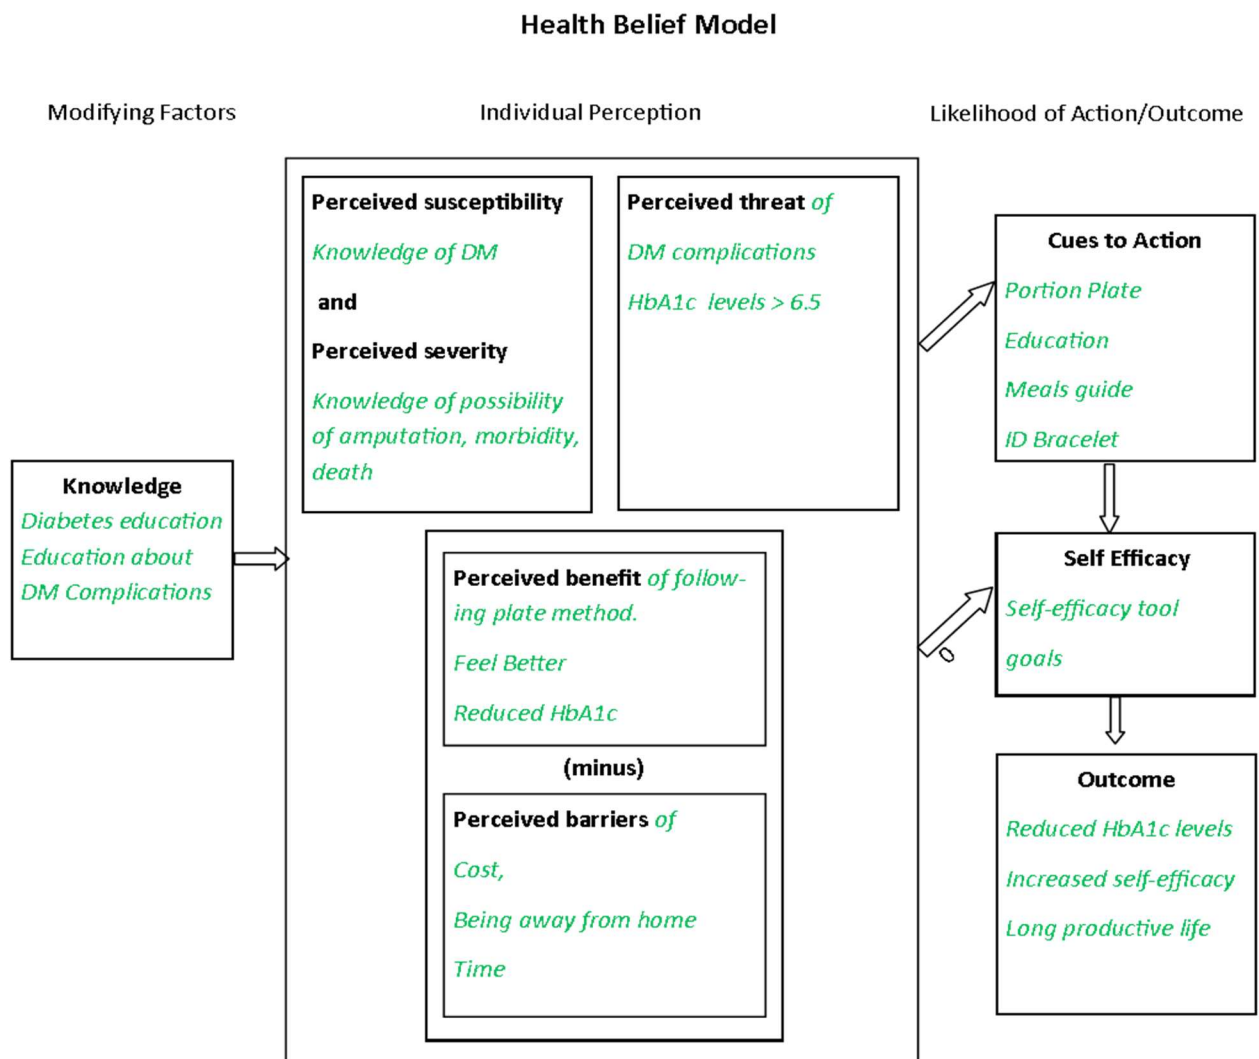 Health Belief Model
Modifying Factors
Individual Perception
Likelihood of Action/Outcome
Knowledge
Diabetes education
Education about
DM Complications
Perceived susceptibility
Knowledge of DM
and
Perceived severity
Knowledge of possibility
of amputation, morbidity,
death
Perceived threat of
DM complications
HbA1c levels > 6.5
Perceived benefit of follow-
ing plate method.
Feel Better
Reduced HbA1c
(minus)
Perceived barriers of
Cost,
Being away from home
Time
Cues to Action
Portion Plate
Education
Meals guide
ID Bracelet
Self Efficacy
Self-efficacy tool
goals
Outcome
Reduced HbA1c levels
Increased self-efficacy
Long productive life